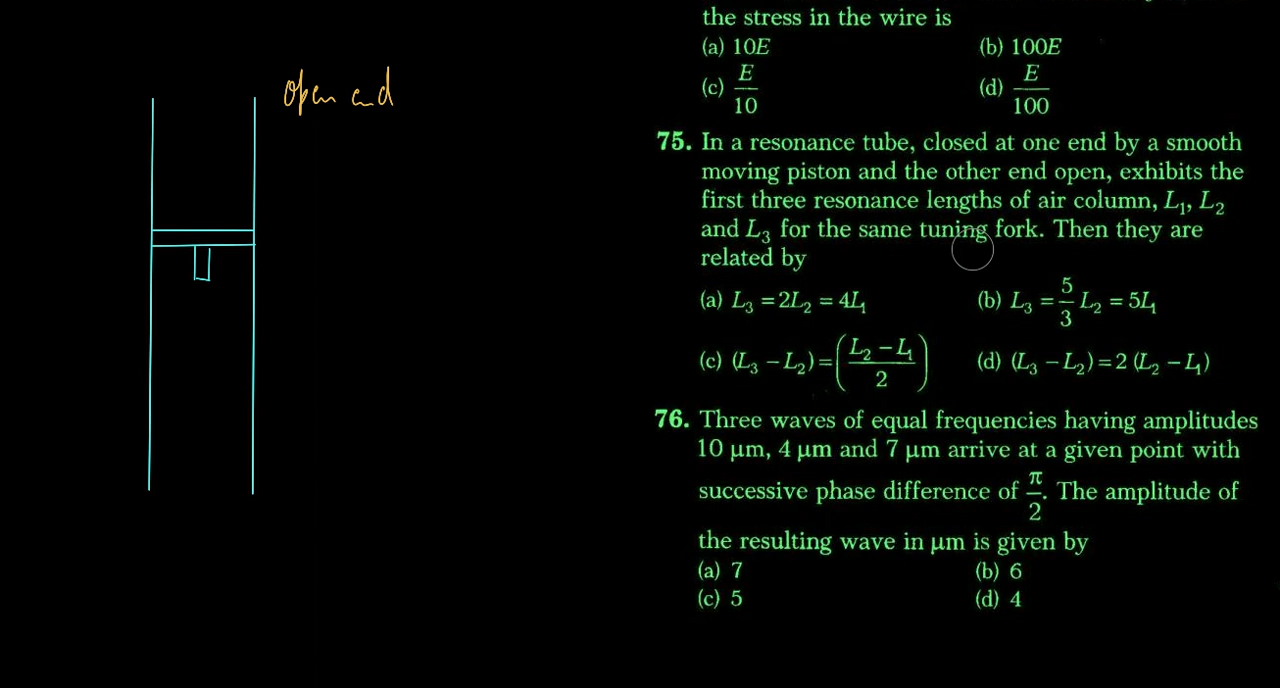 open end
the stress in the wire is
(a) 10E (b) 100E
(c) E/10 (d) E/100
75. In a resonance tube, closed at one end by a smooth
moving piston and the other end open, exhibits the
first three resonance lengths of air column, L₁, L₂
and L₃ for the same tuning fork. Then they are
related by
(a) L₃ = 2L₂ = 4L₁ (b) L₃ = 5/3 L₂ = 5L₁
(c) (L₃ − L₂) = ((L₂ − L₁)/2) (d) (L₃ − L₂) = 2 (L₂ − L₁)
76. Three waves of equal frequencies having amplitudes
10 μm, 4 μm and 7 μm arrive at a given point with
successive phase difference of π/2. The amplitude of
the resulting wave in μm is given by
(a) 7 (b) 6
(c) 5 (d) 4